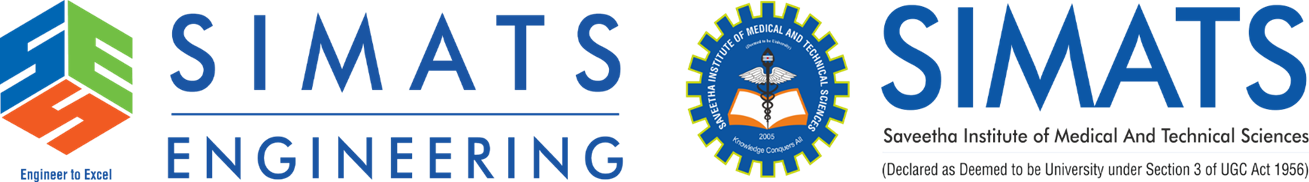 SES
Engineer to Excel
SIMATS
ENGINEERING
SAVEETHA INSTITUTE OF MEDICAL AND TECHNICAL SCIENCES
(Deemed to be University)
2005
Knowledge Conquers All
SIMATS
Saveetha Institute of Medical And Technical Sciences
(Declared as Deemed to be University under Section 3 of UGC Act 1956)